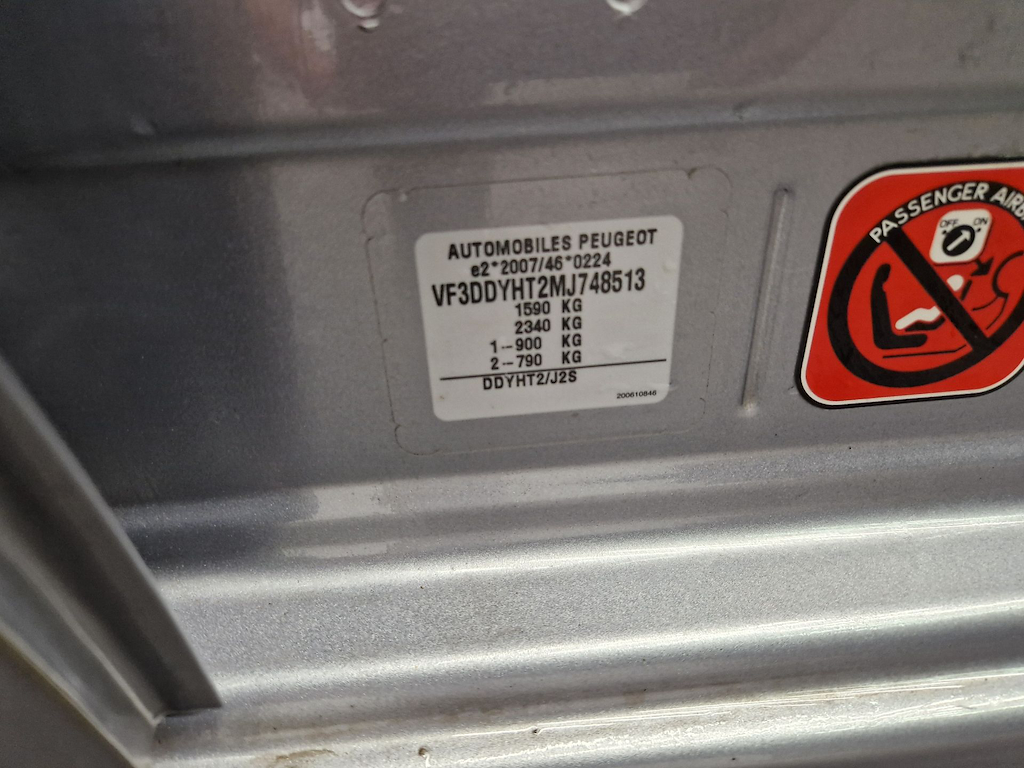 AUTOMOBILES PEUGEOT
e2*2007/46*0224
VF3DDYHT2MJ748513
1590 KG
2340 KG
1--900 KG
2--790 KG
DDYHT2/J2S
200610846
PASSENGER
OFF ON